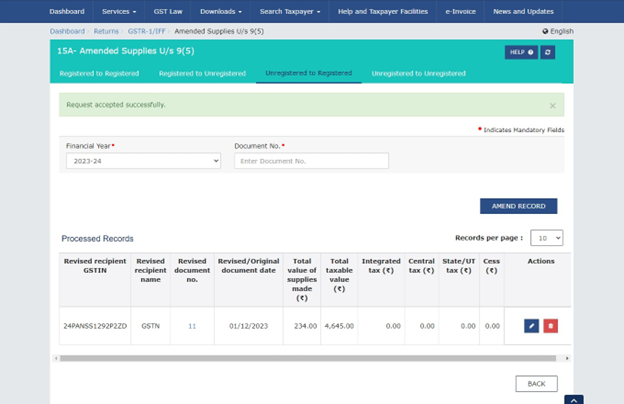 Dashboard Services GST Law Downloads Search Taxpayer Help and Taxpayer Facilities e-Invoice News and Updates
Dashboard Returns GSTR-1/IFF Amended Supplies U/s 9(5) English
15A- Amended Supplies U/s 9(5) HELP
Registered to Registered Registered to Unregistered Unregistered to Registered Unregistered to Unregistered
Request accepted successfully.
• Indicates Mandatory Fields
Financial Year• Document No.•
2023-24 Enter Document No.
AMEND RECORD
Processed Records Records per page : 10
Revised recipient GSTIN Revised recipient name Revised document no. Revised/Original document date Total value of supplies made (₹) Total taxable value (₹) Integrated tax (₹) Central tax (₹) State/UT tax (₹) Cess (₹) Actions
24PANSS1292P2ZD GSTN 11 01/12/2023 234.00 4,645.00 0.00 0.00 0.00 0.00
BACK